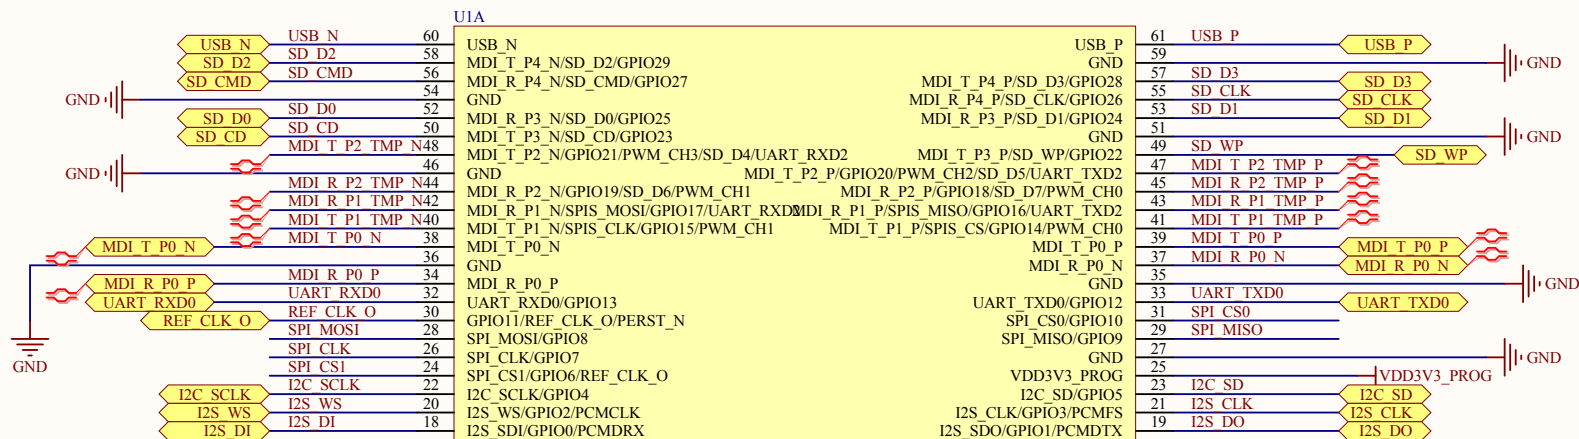 U1A
USB_N USB_N 60 USB_N USB_P 61 USB_P USB_P
SD_D2 SD_D2 58 MDI_T_P4_N/SD_D2/GPIO29 GND 59 GND
SD_CMD SD_CMD 56 MDI_R_P4_N/SD_CMD/GPIO27 MDI_T_P4_P/SD_D3/GPIO28 57 SD_D3 SD_D3
GND 54 GND MDI_R_P4_P/SD_CLK/GPIO26 55 SD_CLK SD_CLK
SD_D0 SD_D0 52 MDI_R_P3_N/SD_D0/GPIO25 MDI_R_P3_P/SD_D1/GPIO24 53 SD_D1 SD_D1
SD_CD SD_CD 50 MDI_T_P3_N/SD_CD/GPIO23 GND 51 GND
MDI_T_P2_TMP_N 48 MDI_T_P2_N/GPIO21/PWM_CH3/SD_D4/UART_RXD2 MDI_T_P3_P/SD_WP/GPIO22 49 SD_WP SD_WP
GND 46 GND MDI_T_P2_P/GPIO20/PWM_CH2/SD_D5/UART_TXD2 47 MDI_T_P2_TMP_P
MDI_R_P2_TMP_N 44 MDI_R_P2_N/GPIO19/SD_D6/PWM_CH1 MDI_R_P2_P/GPIO18/SD_D7/PWM_CH0 45 MDI_R_P2_TMP_P
MDI_R_P1_TMP_N 42 MDI_R_P1_N/SPIS_MOSI/GPIO17/UART_RXD2 MDI_R_P1_P/SPIS_MISO/GPIO16/UART_TXD2 43 MDI_R_P1_TMP_P
MDI_T_P1_TMP_N 40 MDI_T_P1_N/SPIS_CLK/GPIO15/PWM_CH1 MDI_T_P1_P/SPIS_CS/GPIO14/PWM_CH0 41 MDI_T_P1_TMP_P
MDI_T_P0_N MDI_T_P0_N 38 MDI_T_P0_N MDI_T_P0_P 39 MDI_T_P0_P MDI_T_P0_P
36 GND MDI_R_P0_N 37 MDI_R_P0_N MDI_R_P0_N
MDI_R_P0_P MDI_R_P0_P 34 MDI_R_P0_P GND 35 GND
UART_RXD0 UART_RXD0 32 UART_RXD0/GPIO13 UART_TXD0/GPIO12 33 UART_TXD0 UART_TXD0
REF_CLK_O REF_CLK_O 30 GPIO11/REF_CLK_O/PERST_N SPI_CS0/GPIO10 31 SPI_CS0
SPI_MOSI 28 SPI_MOSI/GPIO8 SPI_MISO/GPIO9 29 SPI_MISO
GND SPI_CLK 26 SPI_CLK/GPIO7 GND 27 GND
SPI_CS1 24 SPI_CS1/GPIO6/REF_CLK_O VDD3V3_PROG 25 VDD3V3_PROG
I2C_SCLK I2C_SCLK 22 I2C_SCLK/GPIO4 I2C_SD/GPIO5 23 I2C_SD I2C_SD
I2S_WS I2S_WS 20 I2S_WS/GPIO2/PCMCLK I2S_CLK/GPIO3/PCMFS 21 I2S_CLK I2S_CLK
I2S_DI I2S_DI 18 I2S_SDI/GPIO0/PCMDRX I2S_SDO/GPIO1/PCMDTX 19 I2S_DO I2S_DO